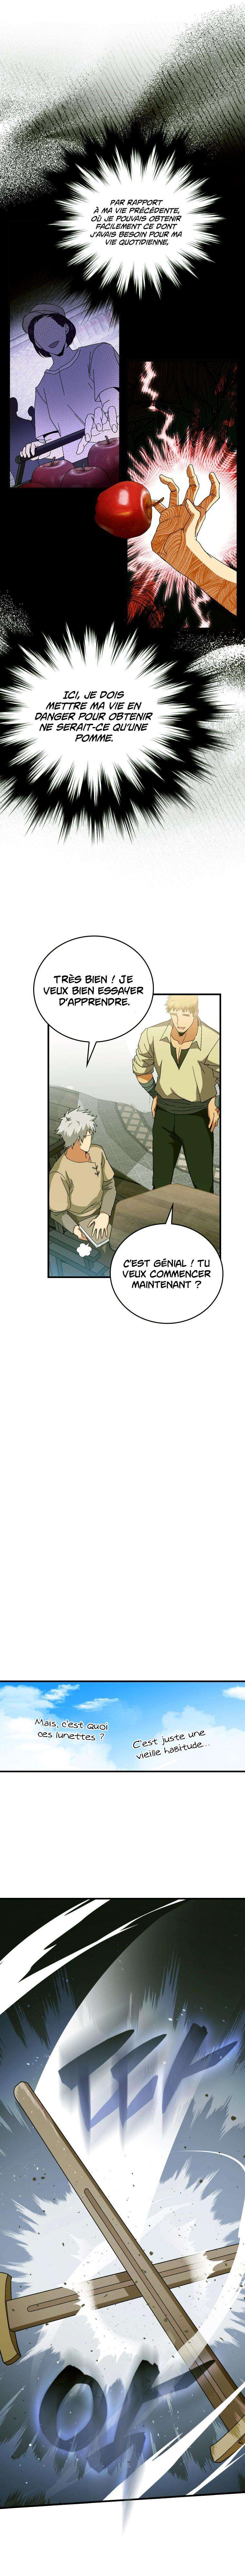 PAR RAPPORT
À MA VIE PRÉCÉDENTE,
OÙ JE POUVAIS OBTENIR
FACILEMENT CE DONT
J'AVAIS BESOIN POUR MA
VIE QUOTIDIENNE,
ICI, JE DOIS
METTRE MA VIE EN
DANGER POUR OBTENIR
NE SERAIT-CE QU'UNE
POMME.
TRÈS BIEN ! JE
VEUX BIEN ESSAYER
D'APPRENDRE.
C'EST GÉNIAL ! TU
VEUX COMMENCER
MAINTENANT ?
Mais, c'est quoi
ces lunettes ?
C'est juste une
vieille habitude...